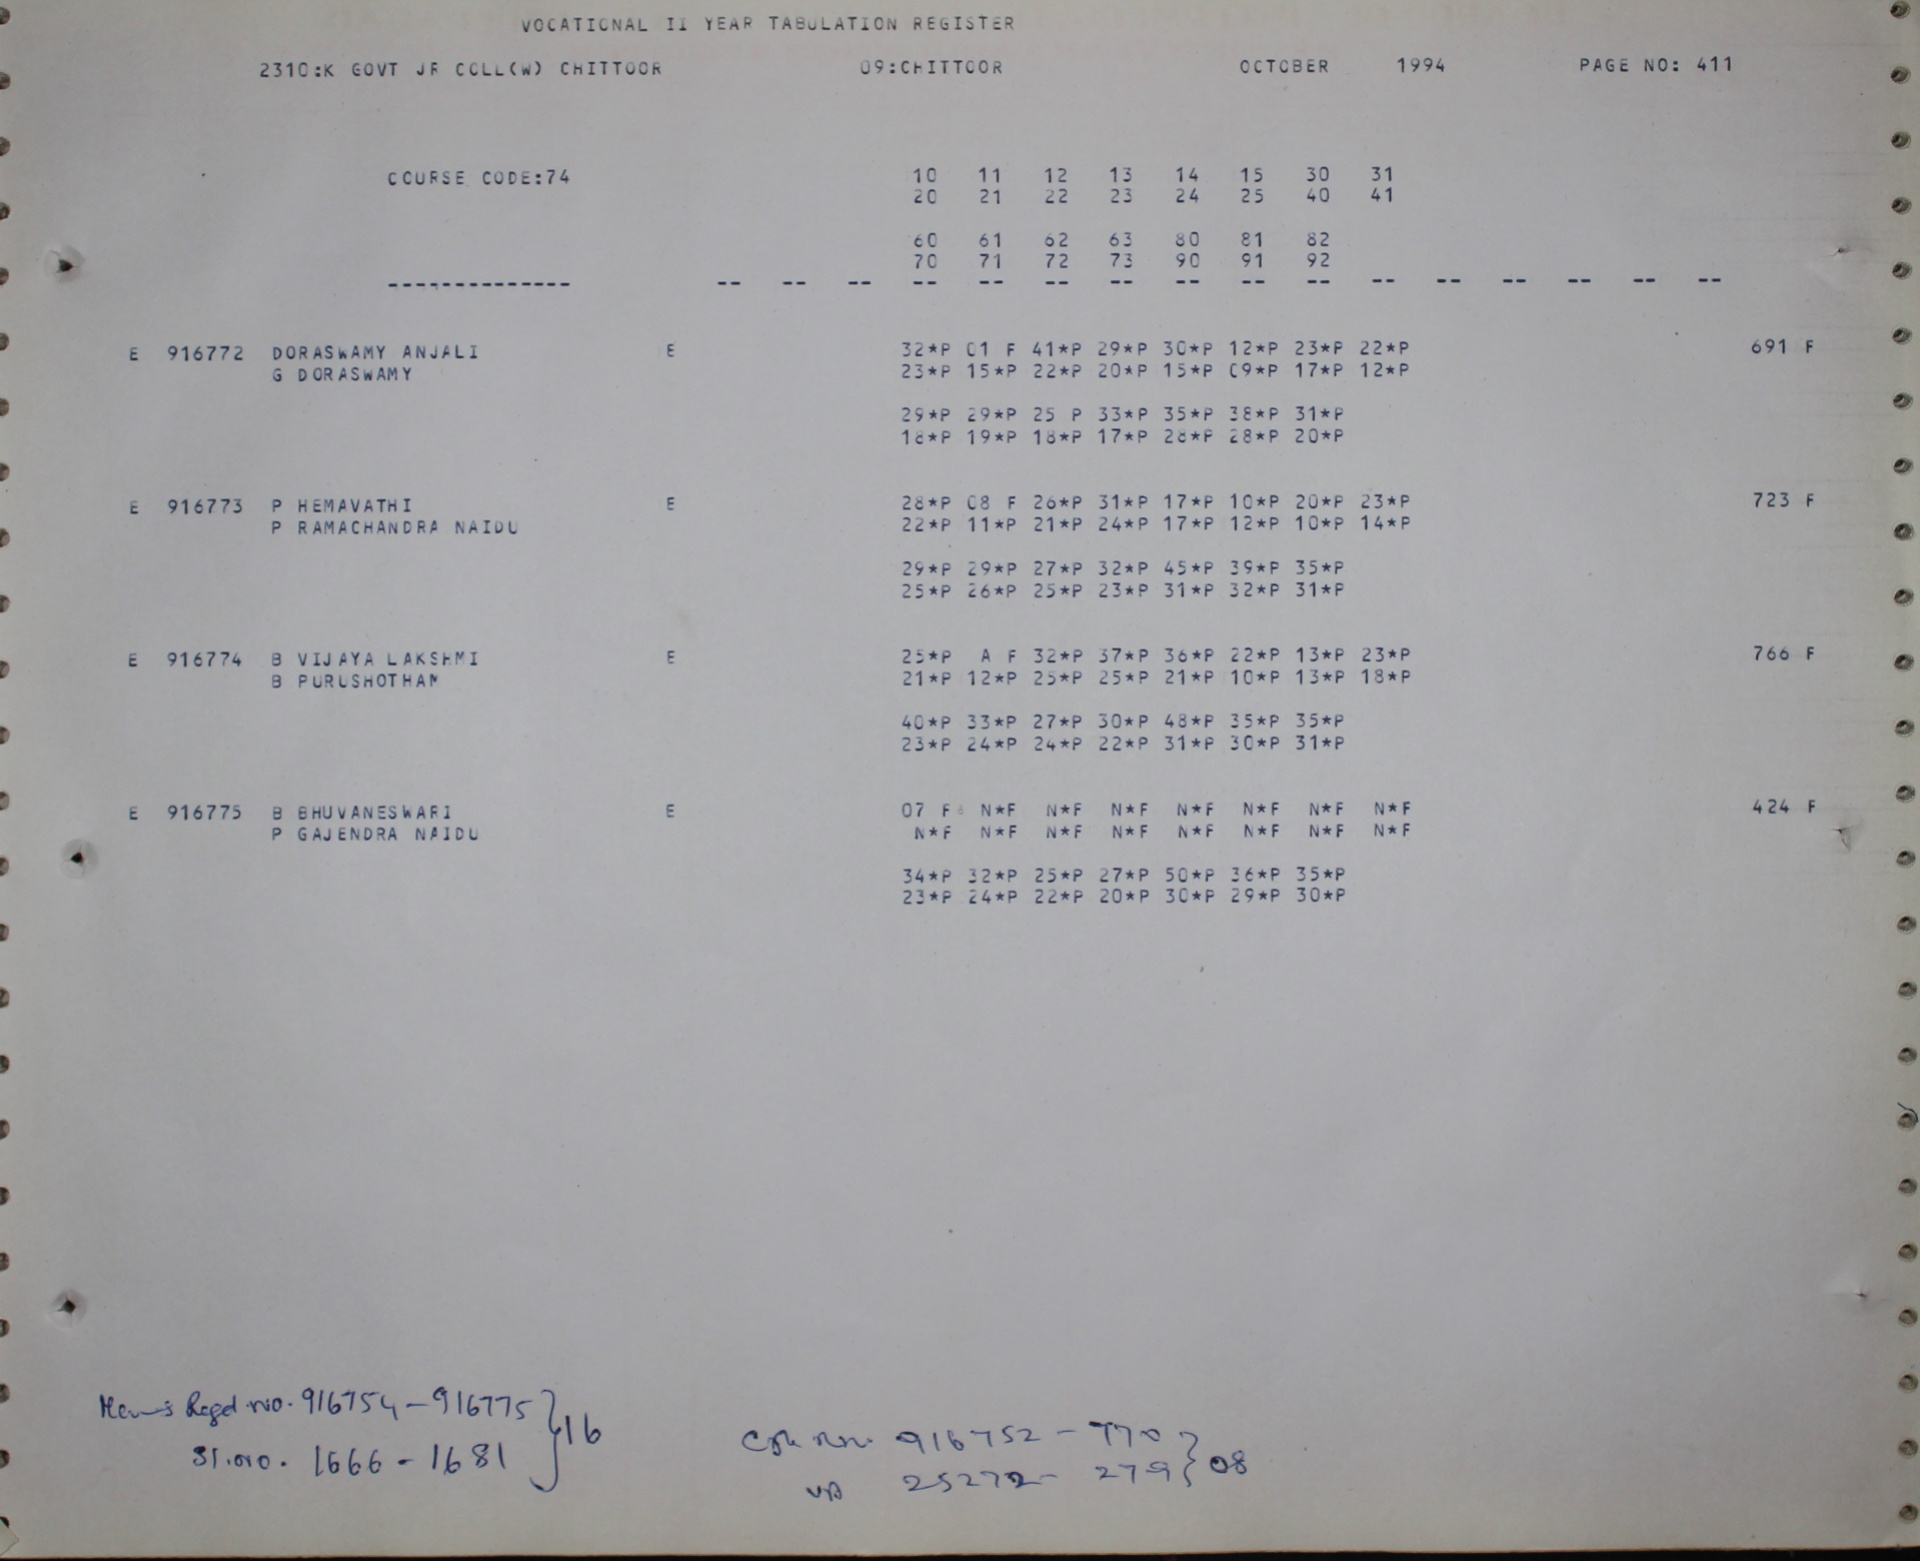 VOCATIONAL II YEAR TABULATION REGISTER
2310:K GOVT JR COLL(W) CHITTOOR 09:CHITTOOR OCTOBER 1994 PAGE NO: 411
COURSE CODE:74 10 11 12 13 14 15 30 31
20 21 22 23 24 25 40 41
60 61 62 63 80 81 82
70 71 72 73 90 91 92
-------------- -- -- -- -- -- -- -- -- -- -- -- -- -- -- -- --
E 916772 DORASWAMY ANJALI E 32*P 01 F 41*P 29*P 30*P 12*P 23*P 22*P 691 F
G DORASWAMY 23*P 15*P 22*P 20*P 15*P 09*P 17*P 12*P
29*P 29*P 25 P 33*P 35*P 38*P 31*P
18*P 19*P 18*P 17*P 28*P 28*P 20*P
E 916773 P HEMAVATHI E 28*P 08 F 26*P 31*P 17*P 10*P 20*P 23*P 723 F
P RAMACHANDRA NAIDU 22*P 11*P 21*P 24*P 17*P 12*P 10*P 14*P
29*P 29*P 27*P 32*P 45*P 39*P 35*P
25*P 26*P 25*P 23*P 31*P 32*P 31*P
E 916774 B VIJAYA LAKSHMI E 25*P A F 32*P 37*P 36*P 22*P 13*P 23*P 766 F
B PURUSHOTHAM 21*P 12*P 25*P 25*P 21*P 10*P 13*P 18*P
40*P 33*P 27*P 30*P 48*P 35*P 35*P
23*P 24*P 24*P 22*P 31*P 30*P 31*P
E 916775 B BHUVANESWARI E 07 F N*F N*F N*F N*F N*F N*F N*F 424 F
P GAJENDRA NAIDU N*F N*F N*F N*F N*F N*F N*F N*F
34*P 32*P 25*P 27*P 50*P 36*P 35*P
23*P 24*P 22*P 20*P 30*P 29*P 30*P
Regd no. 916754-916775 } 16
Sl.no. 1666-1681
916752-770 } 08
25272-279